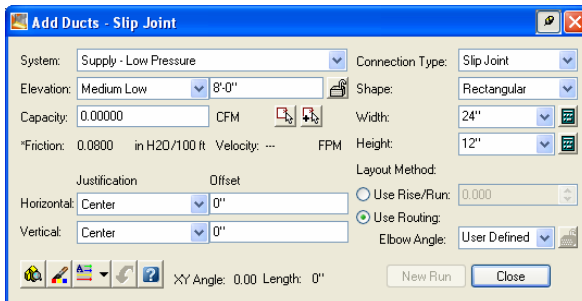 Add Ducts - Slip Joint
System: Supply - Low Pressure
Connection Type: Slip Joint
Elevation: Medium Low 8'-0"
Shape: Rectangular
Capacity: 0.00000 CFM
Width: 24"
*Friction: 0.0800 in H2O/100 ft Velocity: --- FPM
Height: 12"
Justification Offset
Layout Method:
Horizontal: Center 0"
Use Rise/Run: 0.000
Vertical: Center 0"
Use Routing:
Elbow Angle: User Defined
XY Angle: 0.00 Length: 0"
New Run Close